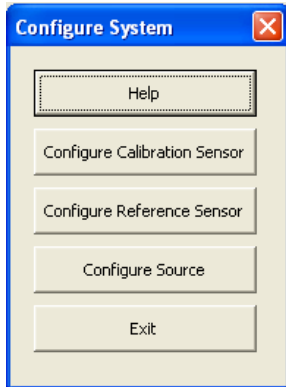 Configure System
Help
Configure Calibration Sensor
Configure Reference Sensor
Configure Source
Exit